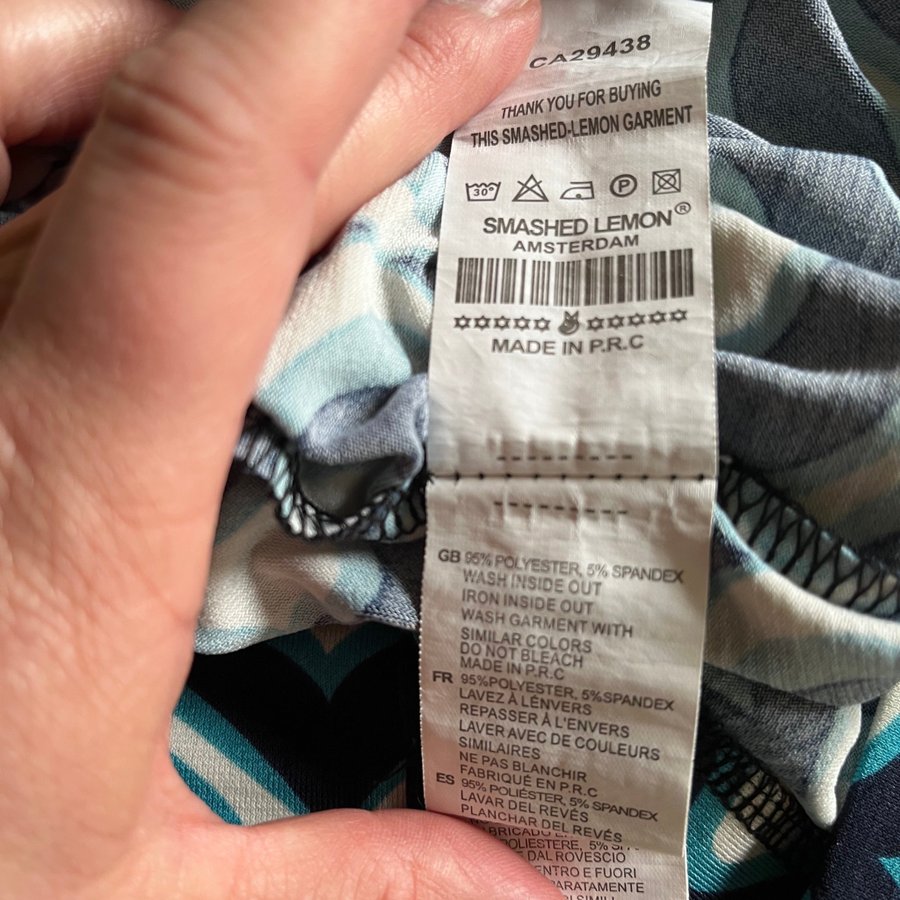 CA29438
THANK YOU FOR BUYING
THIS SMASHED-LEMON GARMENT
30°
P
SMASHED LEMON®
AMSTERDAM
MADE IN P.R.C
GB 95% POLYESTER, 5% SPANDEX
WASH INSIDE OUT
IRON INSIDE OUT
WASH GARMENT WITH
SIMILAR COLORS
DO NOT BLEACH
MADE IN P.R.C
FR 95%POLYESTER, 5%SPANDEX
LAVEZ À LÉNVERS
REPASSER À L'ENVERS
LAVER AVEC DE COULEURS
SIMILAIRES
NE PAS BLANCHIR
FABRIQUÉ EN P.R.C
ES 95% POLIÉSTER, 5% SPANDEX
LAVAR DEL REVÉS
PLANCHAR DEL REVÉS
DAL ROVESCIO
E FUORI